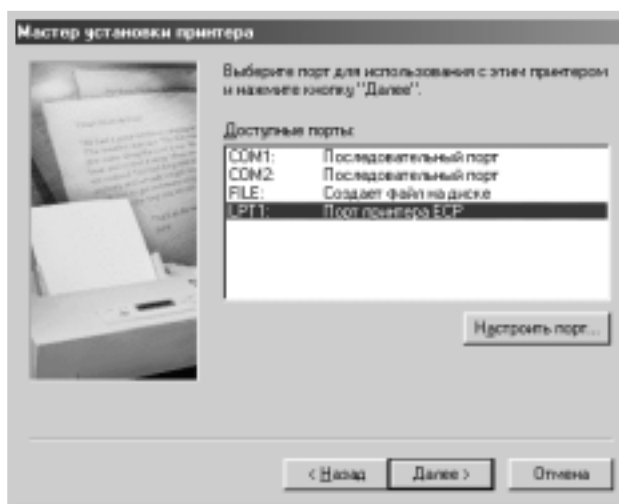 Мастер установки принтера
Выберите порт для использования с этим принтером
и нажмите кнопку "Далее".
Доступные порты:
COM1: Последовательный порт
COM2: Последовательный порт
FILE: Создает файл на диске
LPT1: Порт принтера ECP
Настроить порт...
< Назад Далее > Отмена